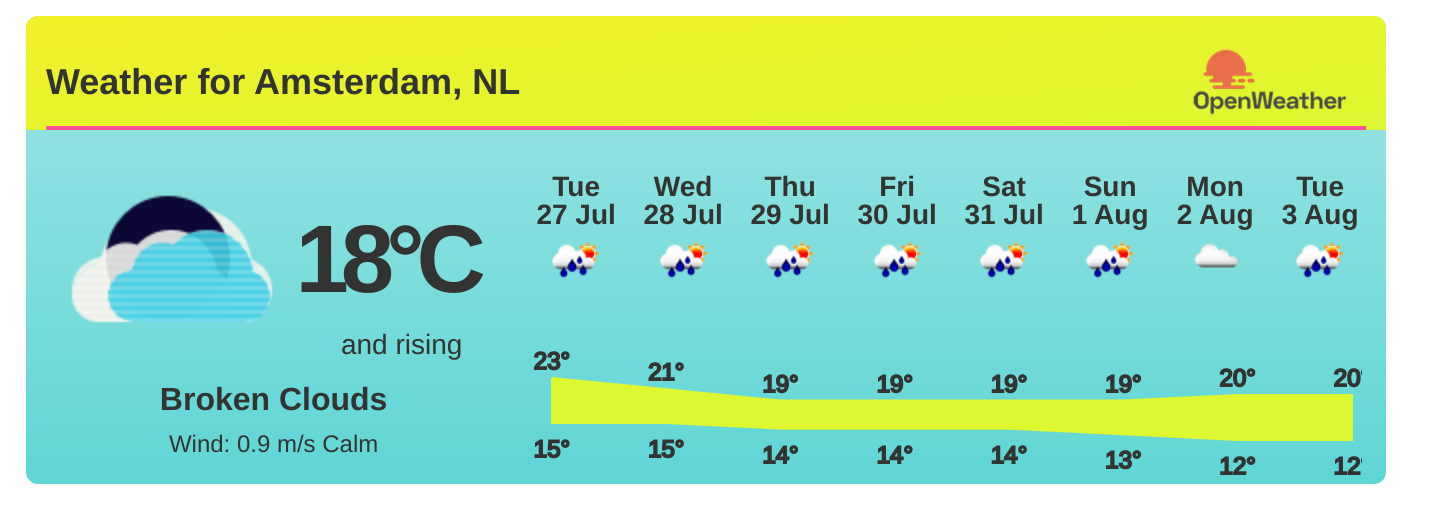 Weather for Amsterdam, NL
OpenWeather
Tue Wed Thu Fri Sat Sun Mon Tue
27 Jul 28 Jul 29 Jul 30 Jul 31 Jul 1 Aug 2 Aug 3 Aug
18°C
and rising
Broken Clouds
Wind: 0.9 m/s Calm
23° 21° 19° 19° 19° 19° 20° 20°
15° 15° 14° 14° 14° 13° 12° 12°